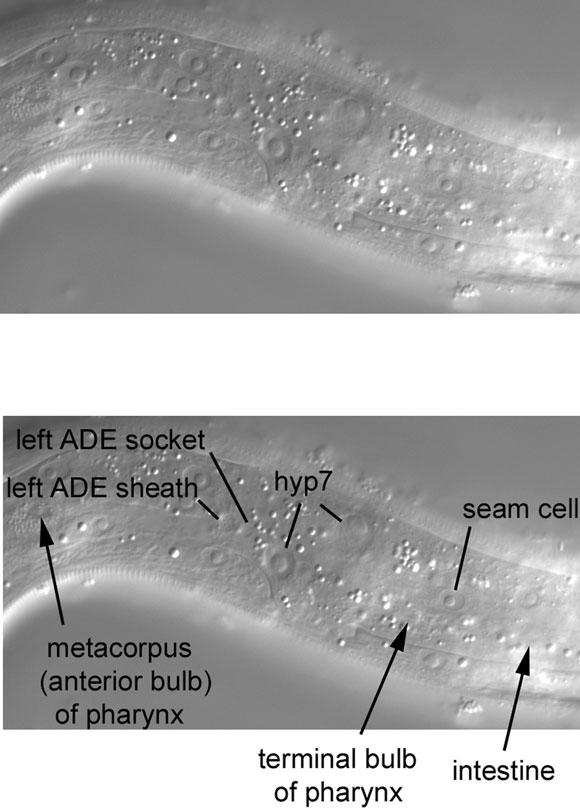 left ADE socket
left ADE sheath
hyp7
seam cell
metacorpus
(anterior bulb)
of pharynx
terminal bulb
of pharynx
intestine